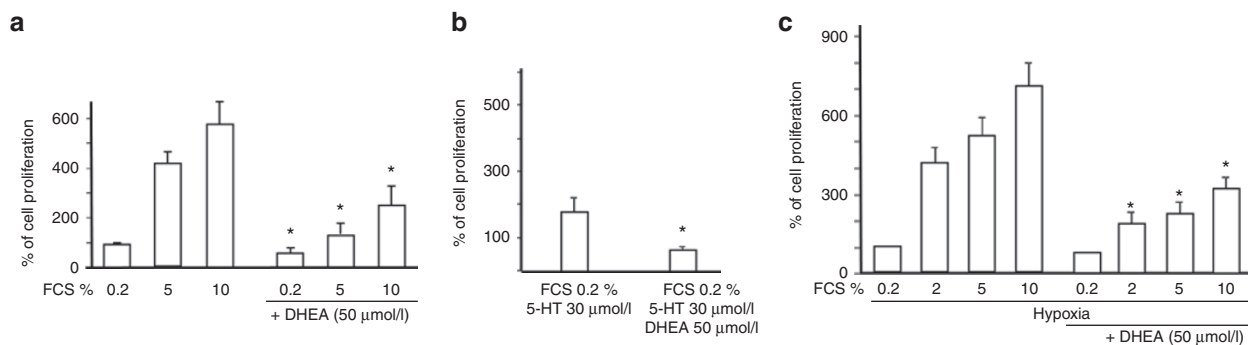 a
% of cell proliferation
600
400
200
0
* * *
FCS % 0.2 5 10 0.2 5 10
+ DHEA (50 μmol/l)
b
% of cell proliferation
500
300
100
*
FCS 0.2 % FCS 0.2 %
5-HT 30 μmol/l 5-HT 30 μmol/l
DHEA 50 μmol/l
c
% of cell proliferation
900
600
300
0
* * *
FCS % 0.2 2 5 10 0.2 2 5 10
Hypoxia
+ DHEA (50 μmol/l)